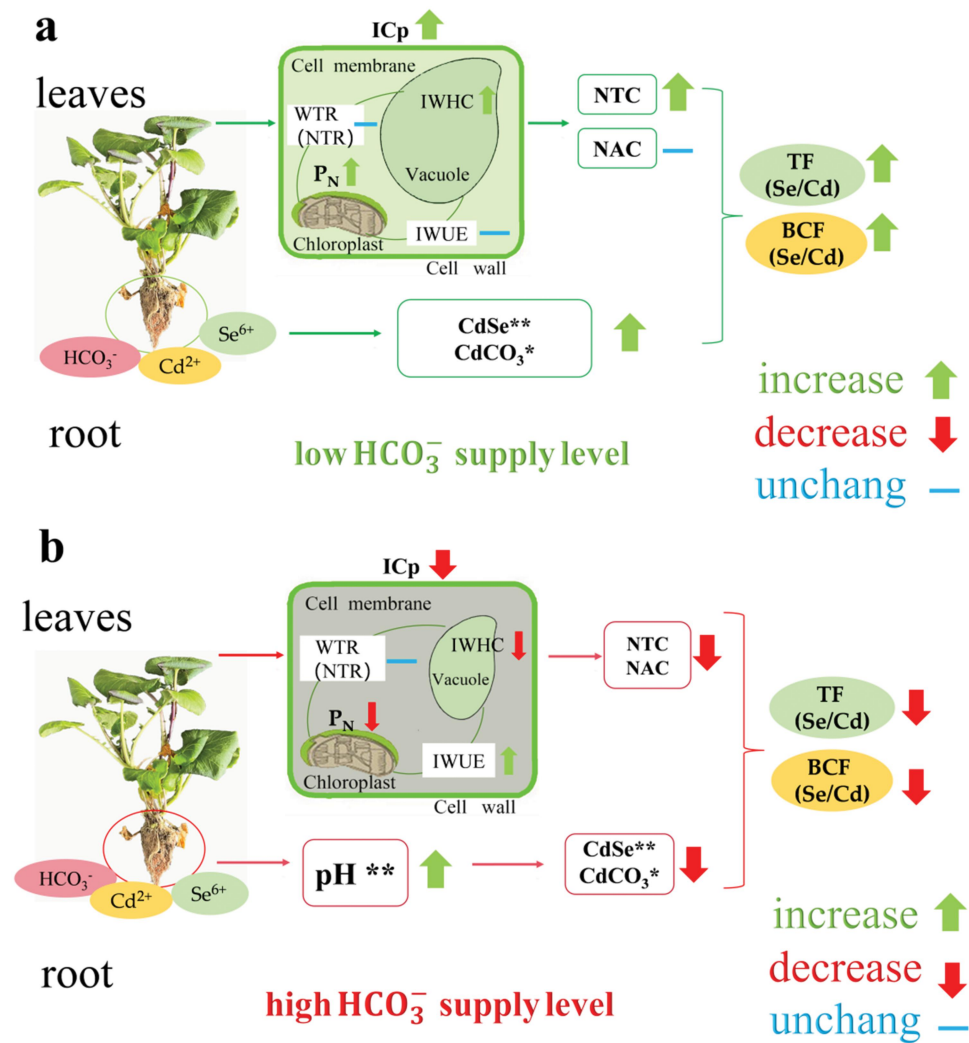 a
ICp
leaves
Cell membrane
IWHC
WTR
(NTR)
P_N
Vacuole
Chloroplast
IWUE
Cell wall
NTC
NAC
TF
(Se/Cd)
BCF
(Se/Cd)
HCO₃⁻
Cd²⁺
Se⁶⁺
CdSe**
CdCO₃*
root
low HCO₃⁻ supply level
increase
decrease
unchang
b
ICp
leaves
Cell membrane
IWHC
WTR
(NTR)
P_N
Vacuole
Chloroplast
IWUE
Cell wall
NTC
NAC
TF
(Se/Cd)
BCF
(Se/Cd)
HCO₃⁻
Cd²⁺
Se⁶⁺
pH **
CdSe**
CdCO₃*
root
high HCO₃⁻ supply level
increase
decrease
unchang